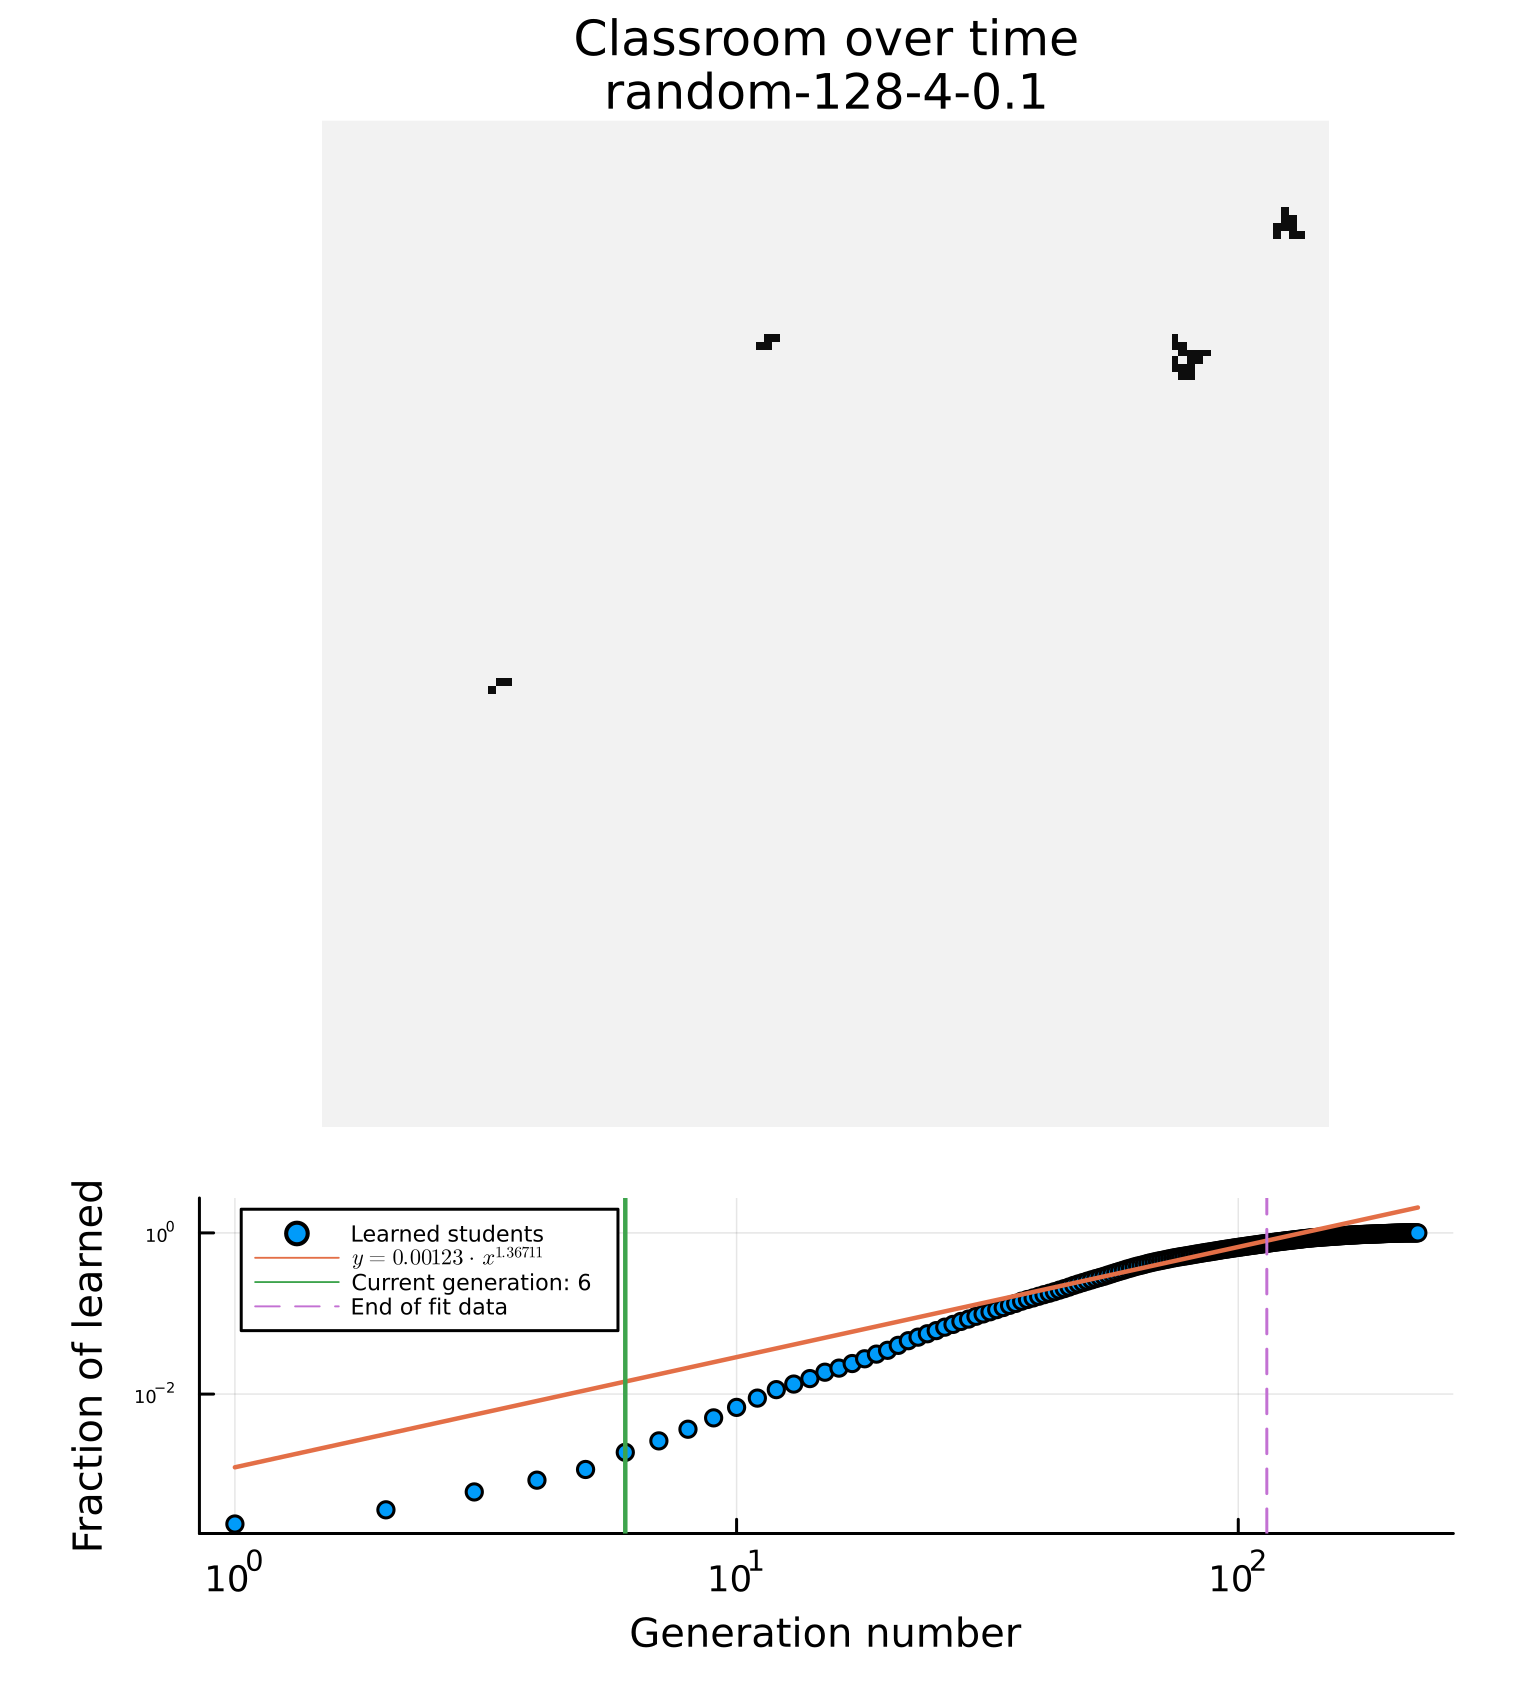 Classroom over time
random-128-4-0.1
Fraction of learned
10^0
10^−2
Learned students
y = 0.00123 · x^1.36711
Current generation: 6
End of fit data
10^0
10^1
10^2
Generation number